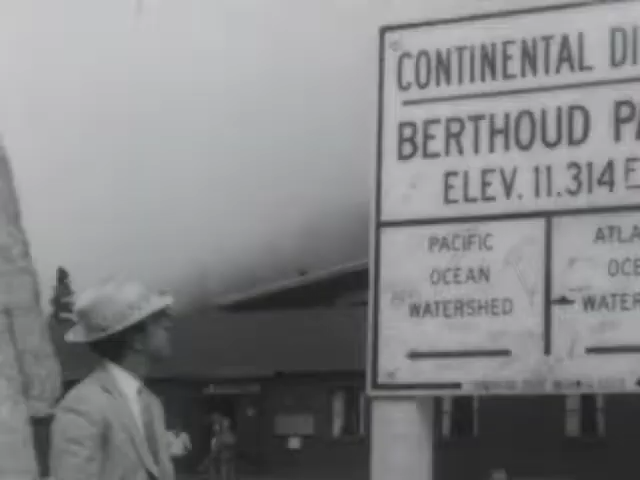 CONTINENTAL DI
BERTHOUD PA
ELEV. 11.314 F
PACIFIC
OCEAN
WATERSHED
ATLA
OCE
WATER